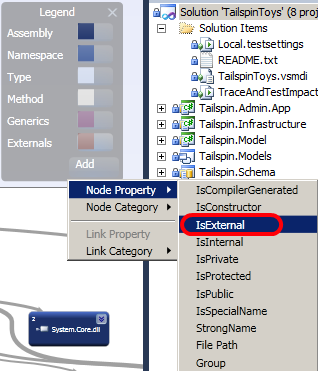 Legend
Assembly
Namespace
Type
Method
Generics
Externals
Add
Solution 'TailspinToys' (8 proj
Solution Items
Local.testsettings
README.txt
TailspinToys.vsmdi
TraceAndTestImpact
Tailspin.Admin.App
Tailspin.Infrastructure
Tailspin.Model
Tailspin.Models
Tailspin.Schema
Node Property
Node Category
Link Property
Link Category
IsCompilerGenerated
IsConstructor
IsExternal
IsInternal
IsPrivate
IsProtected
IsPublic
IsSpecialName
StrongName
File Path
Group
2
System.Core.dll